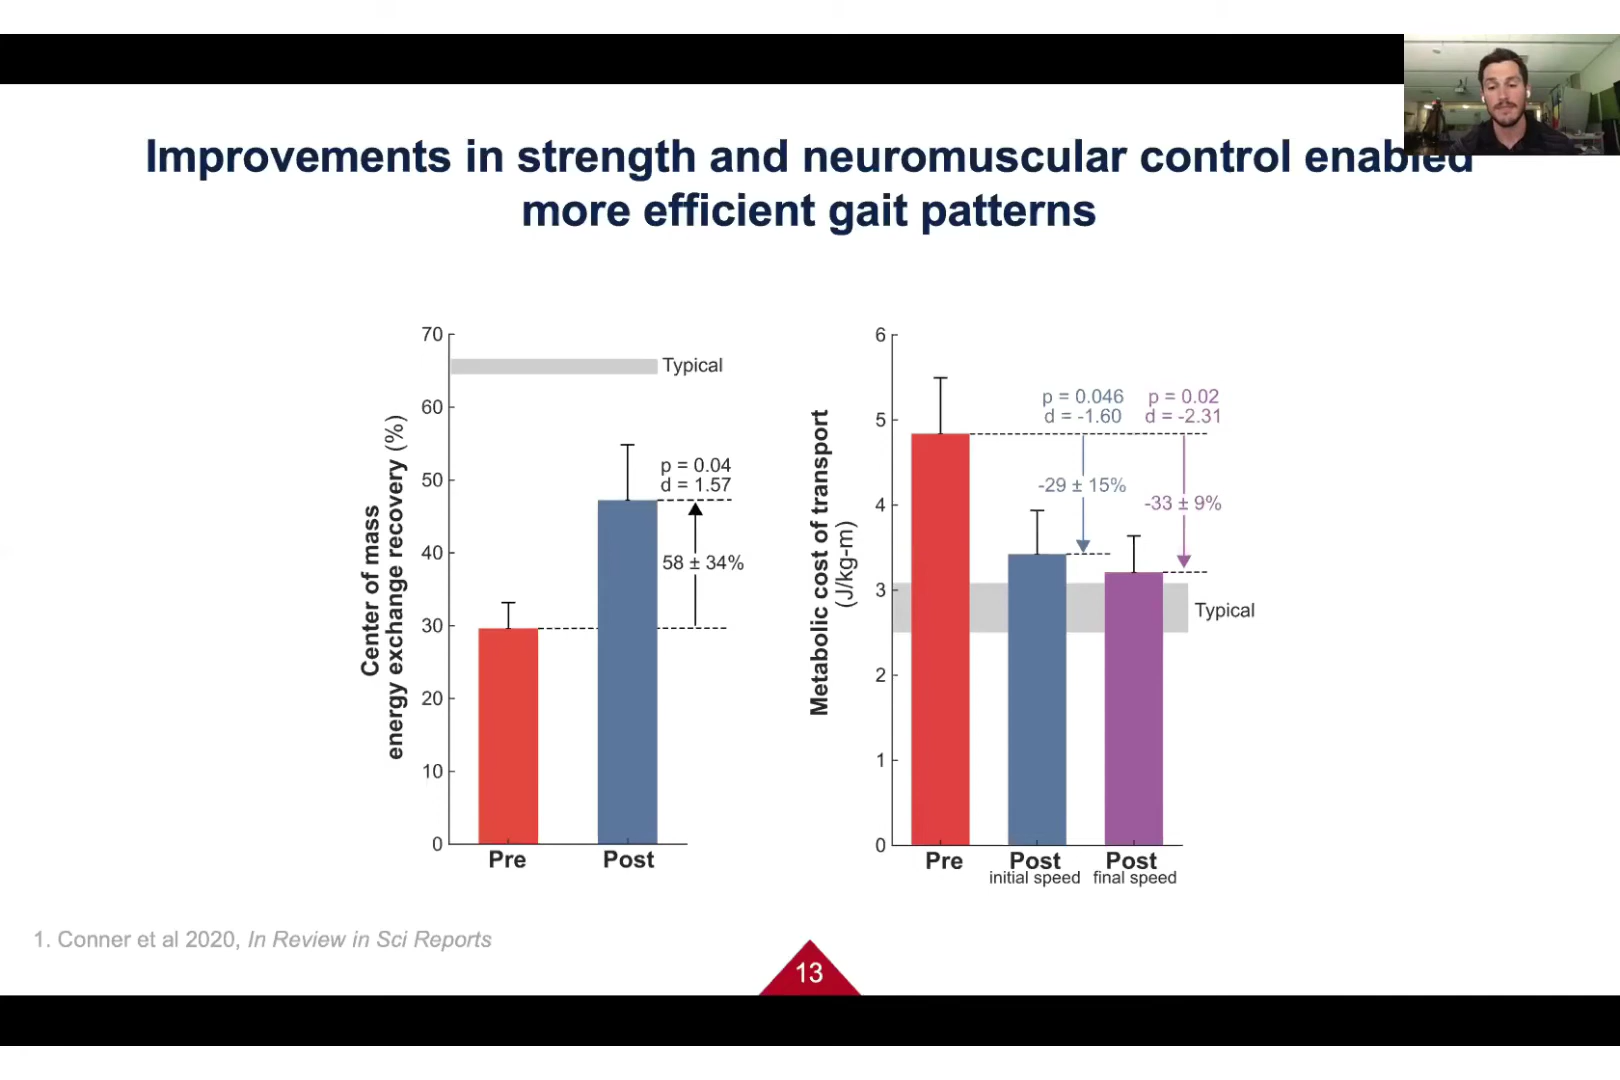 Improvements in strength and neuromuscular control enabled
more efficient gait patterns
Center of mass
energy exchange recovery (%)
70
60
50
40
30
20
10
0
Typical
p = 0.04
d = 1.57
58 ± 34%
Pre
Post
Metabolic cost of transport
(J/kg-m)
6
5
4
3
2
1
0
p = 0.046
d = -1.60
p = 0.02
d = -2.31
-29 ± 15%
-33 ± 9%
Typical
Pre
Post
initial speed
Post
final speed
1. Conner et al 2020, In Review in Sci Reports
13